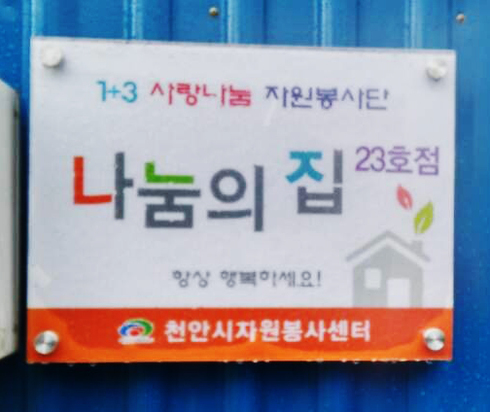 1+3 사랑나눔 자원봉사단
나눔의 집 23호점
항상 행복하세요!
천안시자원봉사센터